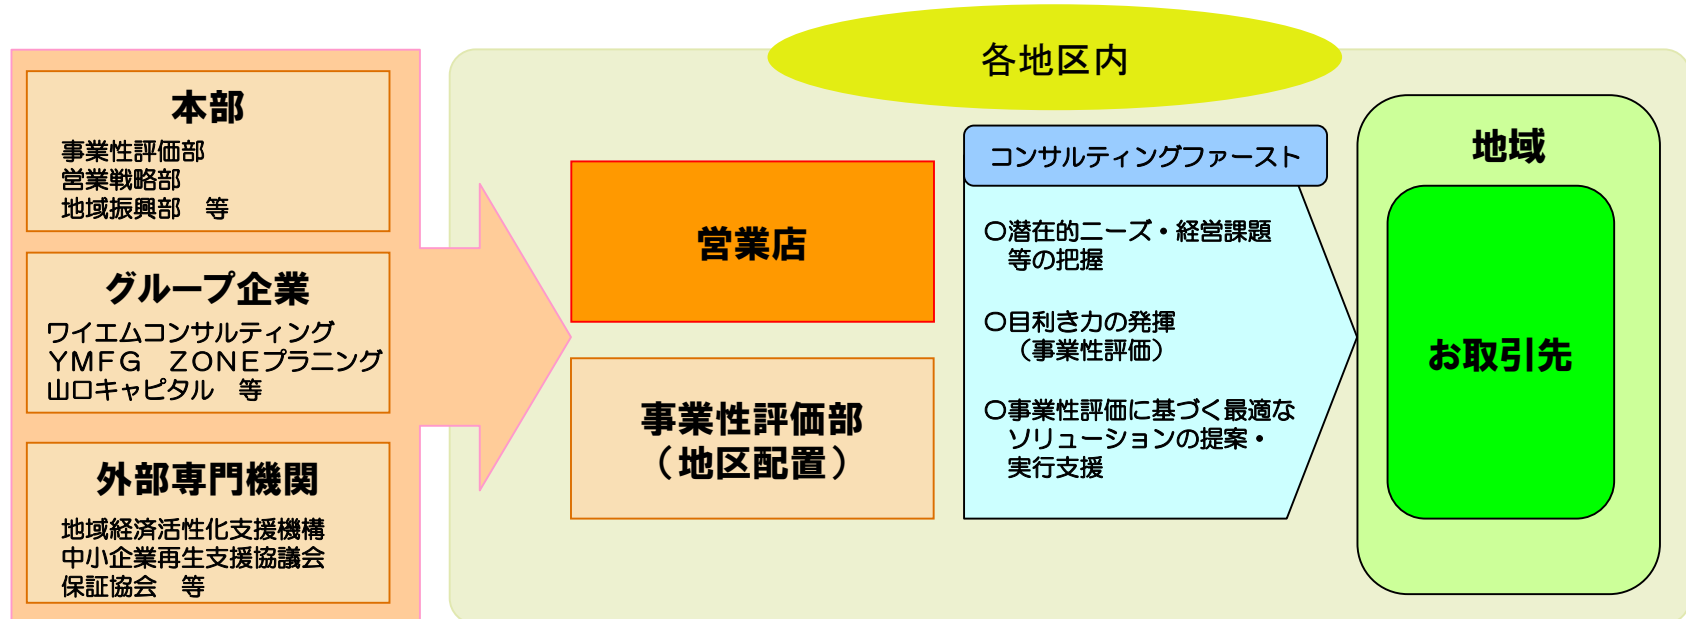 各地区内
本部
事業性評価部
営業戦略部
地域振興部　等
グループ企業
ワイエムコンサルティング
ＹＭＦＧ　ＺＯＮＥプラニング
山口キャピタル　等
外部専門機関
地域経済活性化支援機構
中小企業再生支援協議会
保証協会　等
営業店
事業性評価部
（地区配置）
コンサルティングファースト
〇潜在的ニーズ・経営課題
等の把握
〇目利き力の発揮
（事業性評価）
〇事業性評価に基づく最適な
ソリューションの提案・
実行支援
地域
お取引先